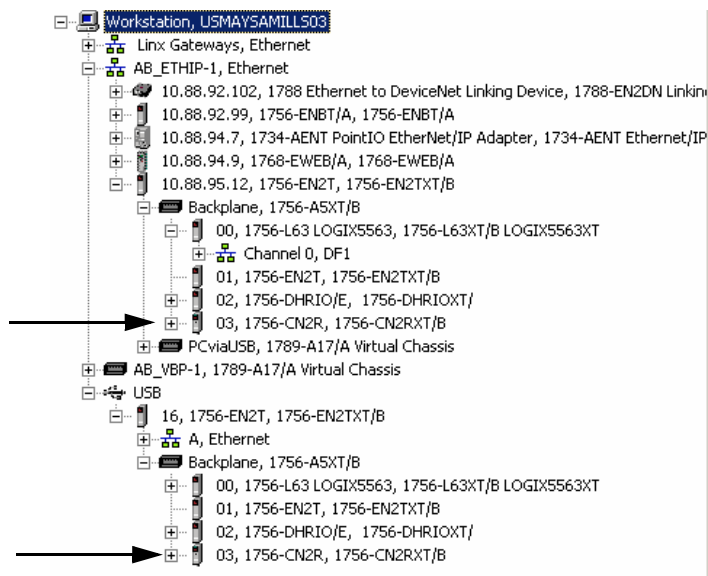 Workstation, USMAYSAMILLS03
Linx Gateways, Ethernet
AB_ETHIP-1, Ethernet
10.88.92.102, 1788 Ethernet to DeviceNet Linking Device, 1788-EN2DN Linkin
10.88.92.99, 1756-ENBT/A, 1756-ENBT/A
10.88.94.7, 1734-AENT PointIO EtherNet/IP Adapter, 1734-AENT Ethernet/IP
10.88.94.9, 1768-EWEB/A, 1768-EWEB/A
10.88.95.12, 1756-EN2T, 1756-EN2TXT/B
Backplane, 1756-A5XT/B
00, 1756-L63 LOGIX5563, 1756-L63XT/B LOGIX5563XT
Channel 0, DF1
01, 1756-EN2T, 1756-EN2TXT/B
02, 1756-DHRIO/E, 1756-DHRIOXT/
03, 1756-CN2R, 1756-CN2RXT/B
PCviaUSB, 1789-A17/A Virtual Chassis
AB_VBP-1, 1789-A17/A Virtual Chassis
USB
16, 1756-EN2T, 1756-EN2TXT/B
A, Ethernet
Backplane, 1756-A5XT/B
00, 1756-L63 LOGIX5563, 1756-L63XT/B LOGIX5563XT
01, 1756-EN2T, 1756-EN2TXT/B
02, 1756-DHRIO/E, 1756-DHRIOXT/
03, 1756-CN2R, 1756-CN2RXT/B